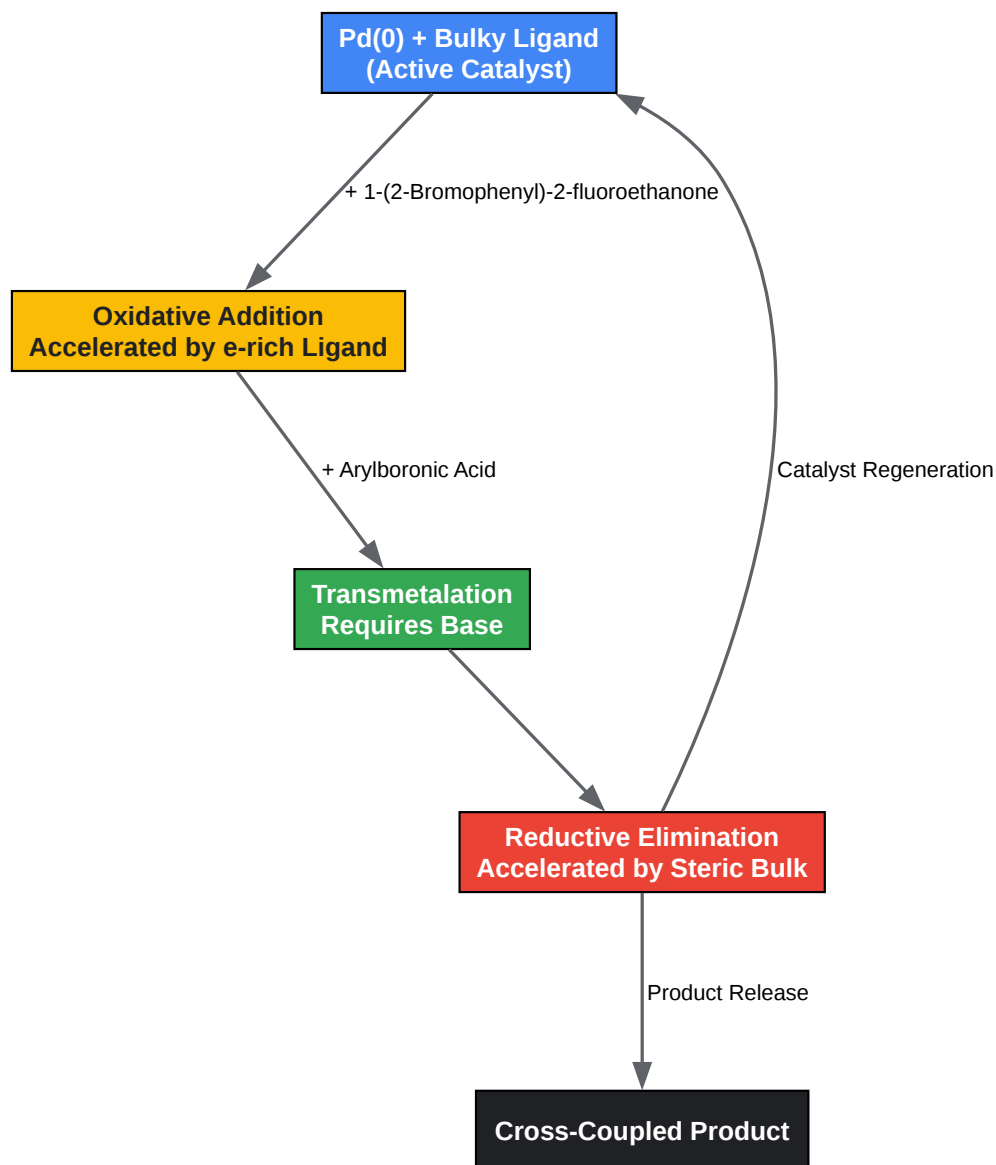 Pd(0) + Bulky Ligand
(Active Catalyst)
+ 1-(2-Bromophenyl)-2-fluoroethanone
Oxidative Addition
Accelerated by e-rich Ligand
+ Arylboronic Acid
Catalyst Regeneration
Transmetalation
Requires Base
Reductive Elimination
Accelerated by Steric Bulk
Product Release
Cross-Coupled Product